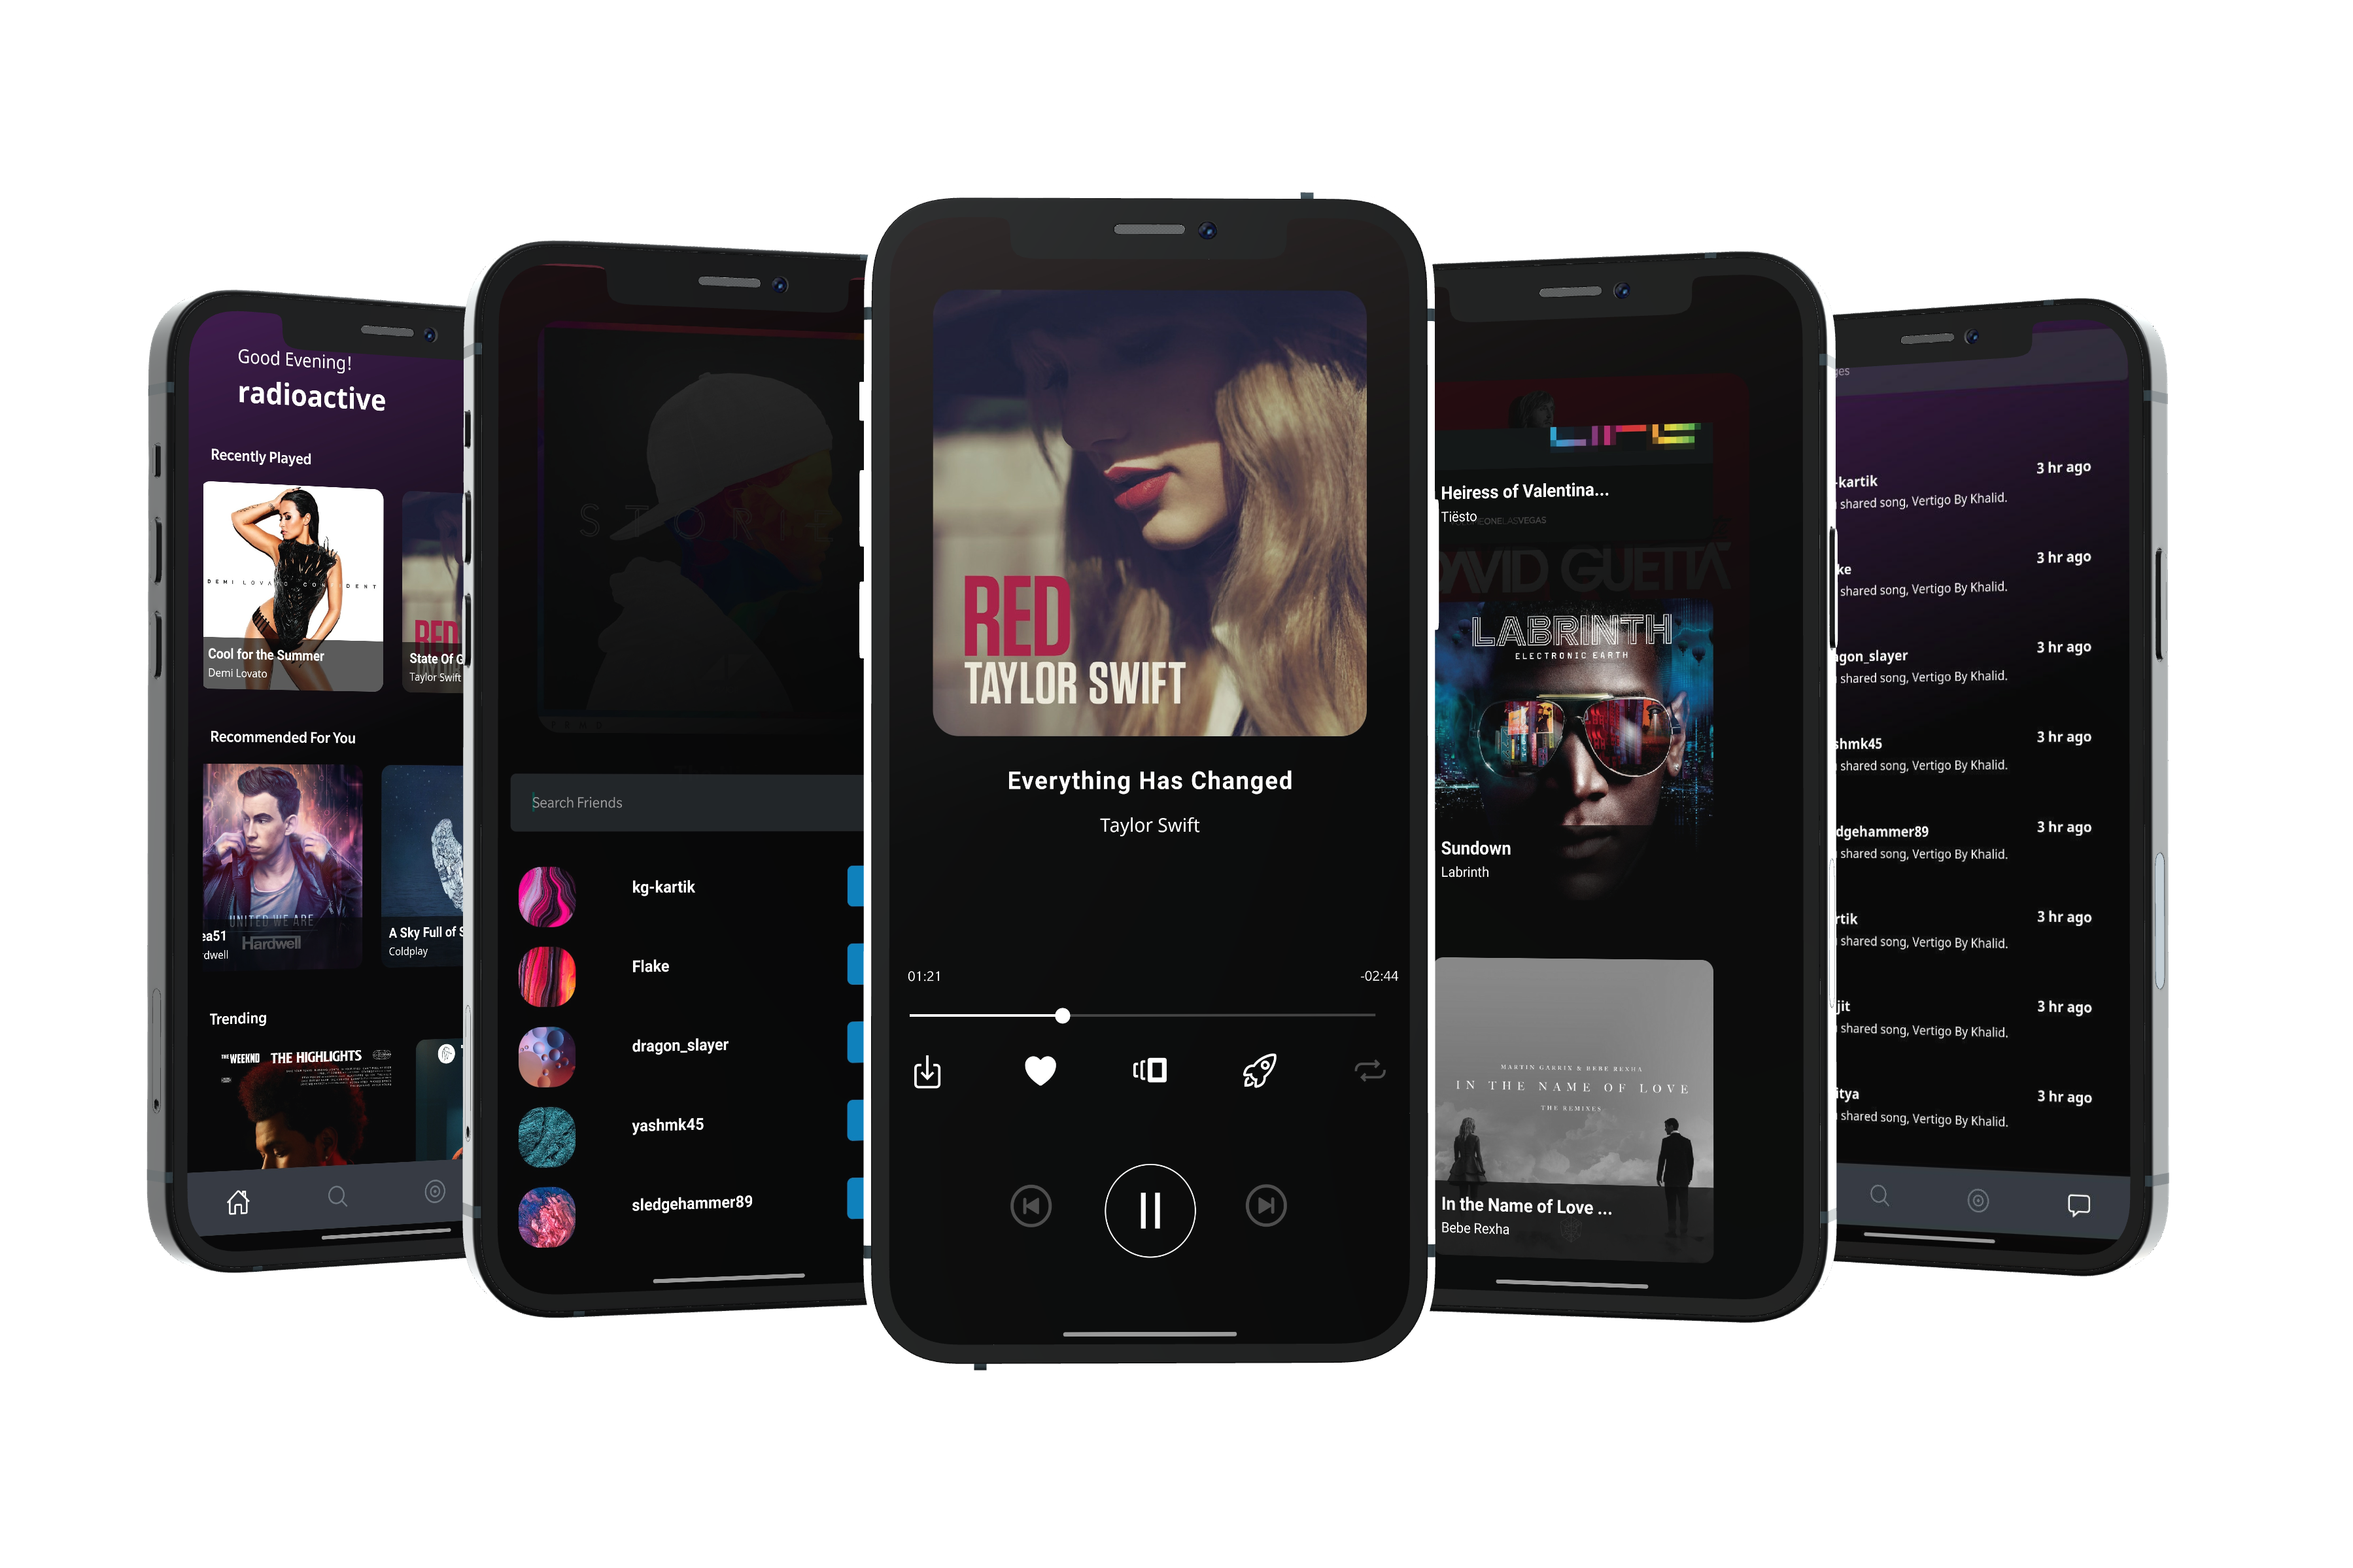 Good Evening!
radioactive
Recently Played
DEMI LOVATO CONFIDENT
Cool for the Summer
Demi Lovato
RED
State Of G
Taylor Swift
Recommended For You
UNITED WE ARE
Hardwell
ea51
rdwell
A Sky Full of S
Coldplay
Trending
THE WEEKND THE HIGHLIGHTS
STORIE
Search Friends
kg-kartik
Flake
dragon_slayer
yashmk45
sledgehammer89
RED
TAYLOR SWIFT
Everything Has Changed
Taylor Swift
01:21
-02:44
Heiress of Valentina...
Tiësto
ONELASVEGAS
DAVID GUETTA
LABRINTH
ELECTRONIC EARTH
Sundown
Labrinth
MARTIN GARRIX & BEBE REXHA
IN THE NAME OF LOVE
THE REMIXES
In the Name of Love ...
Bebe Rexha
ges
-kartik
3 hr ago
shared song, Vertigo By Khalid.
ke
3 hr ago
shared song, Vertigo By Khalid.
agon_slayer
3 hr ago
shared song, Vertigo By Khalid.
shmk45
3 hr ago
shared song, Vertigo By Khalid.
dgehammer89
3 hr ago
shared song, Vertigo By Khalid.
rtik
3 hr ago
shared song, Vertigo By Khalid.
jit
3 hr ago
shared song, Vertigo By Khalid.
itya
3 hr ago
shared song, Vertigo By Khalid.